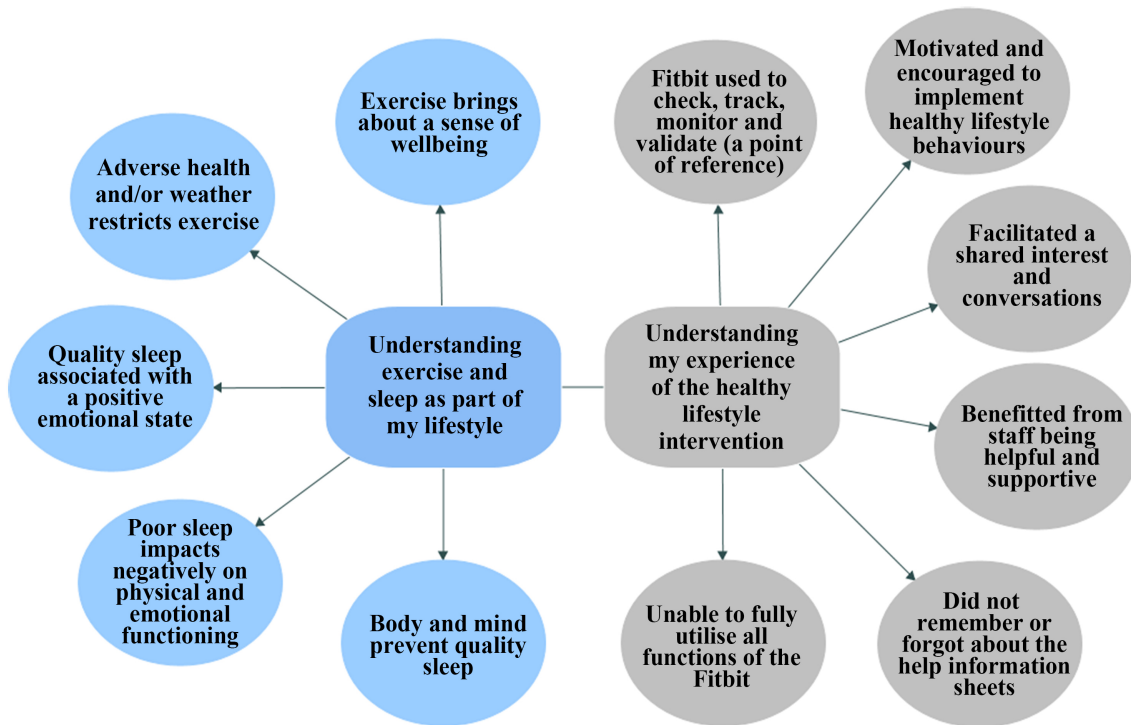 Exercise brings
about a sense of
wellbeing
Adverse health
and/or weather
restricts exercise
Quality sleep
associated with
a positive
emotional state
Poor sleep
impacts
negatively on
physical and
emotional
functioning
Body and mind
prevent quality
sleep
Understanding
exercise and
sleep as part of
my lifestyle
Understanding
my experience
of the healthy
lifestyle
intervention
Fitbit used to
check, track,
monitor and
validate (a point
of reference)
Motivated and
encouraged to
implement
healthy lifestyle
behaviours
Facilitated a
shared interest
and
conversations
Benefitted from
staff being
helpful and
supportive
Did not
remember or
forgot about the
help information
sheets
Unable to fully
utilise all
functions of the
Fitbit